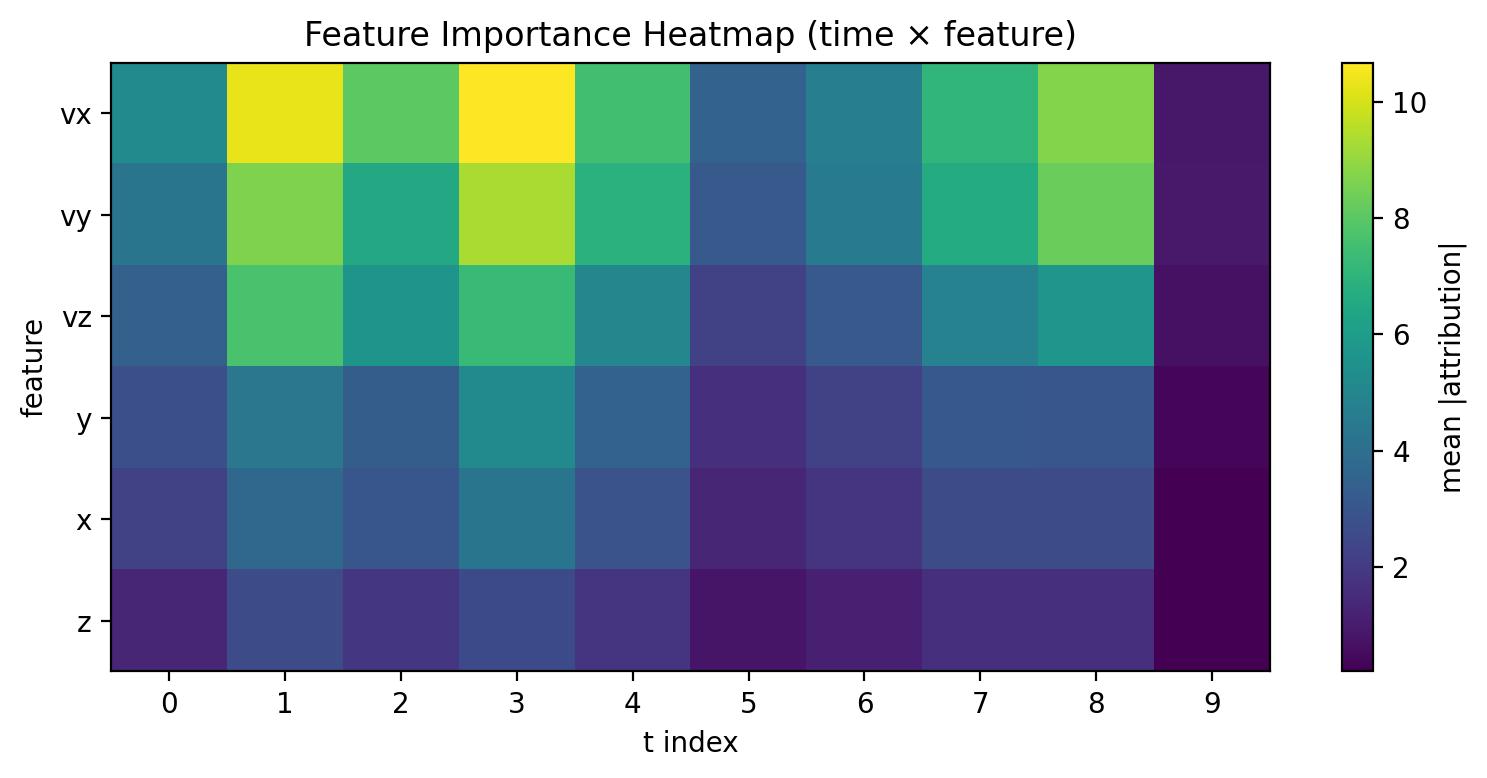 Feature Importance Heatmap (time × feature)
vx
vy
vz
y
x
z
feature
0 1 2 3 4 5 6 7 8 9
t index
10
8
6
4
2
mean |attribution|